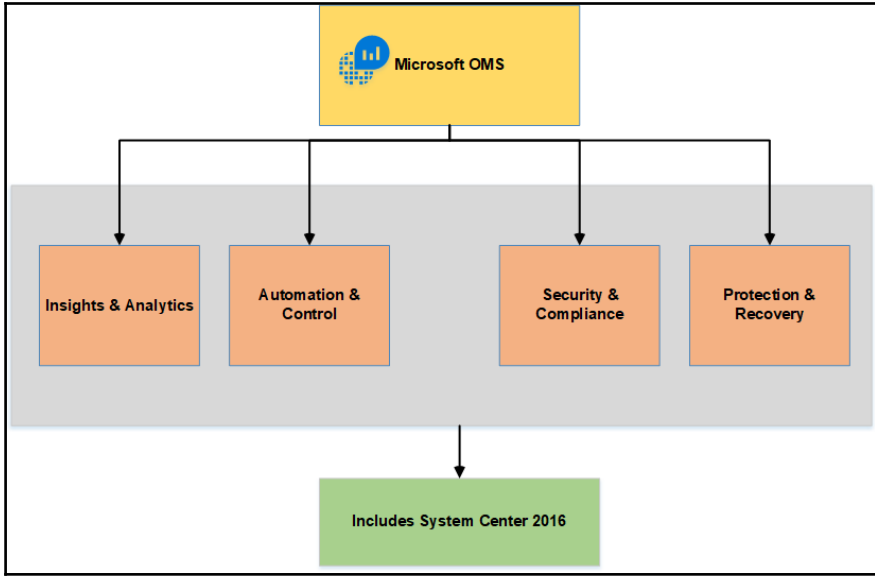 Microsoft OMS
Insights & Analytics
Automation &
Control
Security &
Compliance
Protection &
Recovery
Includes System Center 2016